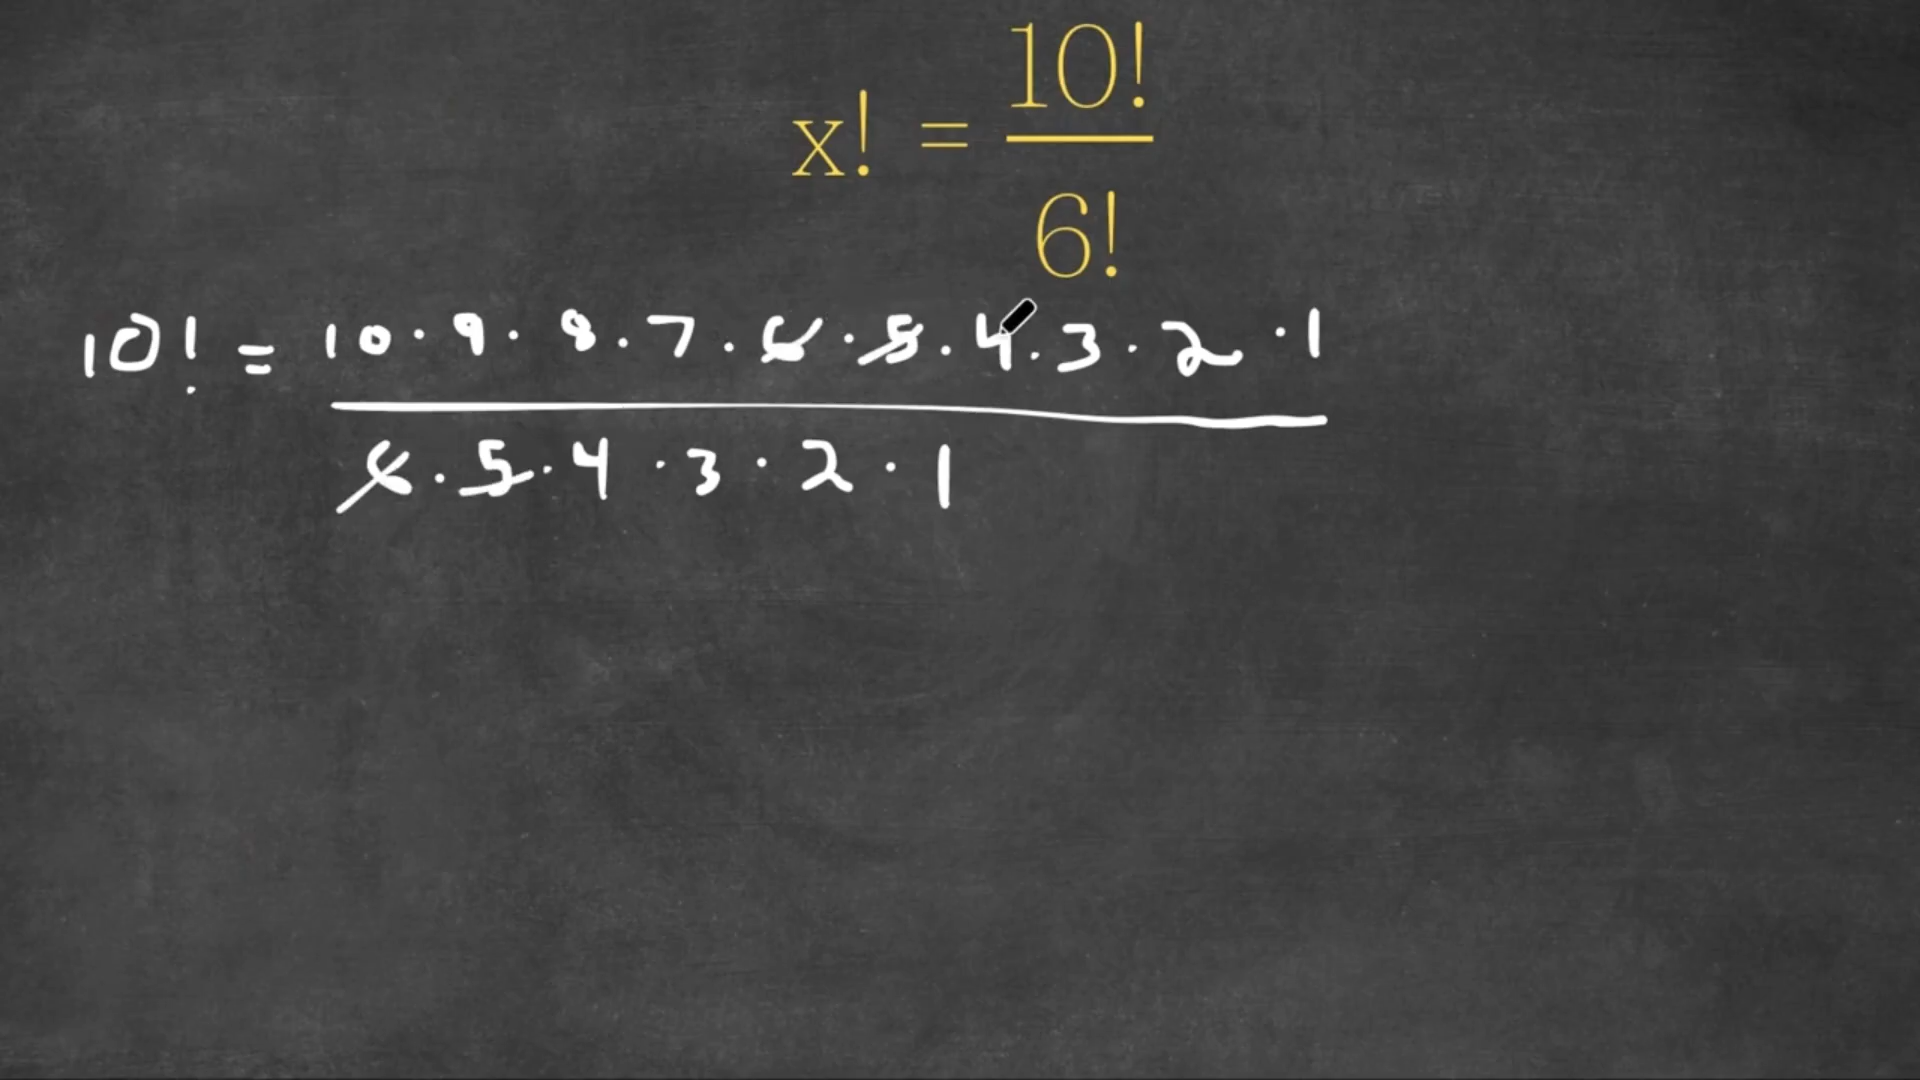 x! = 10!
6!
10! = 10 · 9 · 8 · 7 · 6 · 5 · 4 · 3 · 2 · 1
6 · 5 · 4 · 3 · 2 · 1